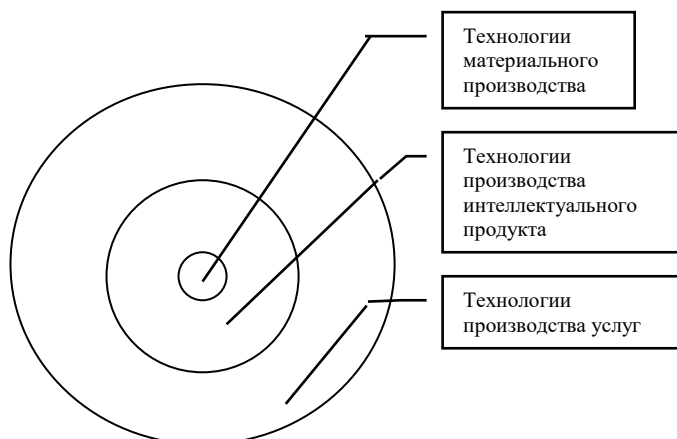 Технологии
материального
производства
Технологии
производства
интеллектуального
продукта
Технологии
производства услуг